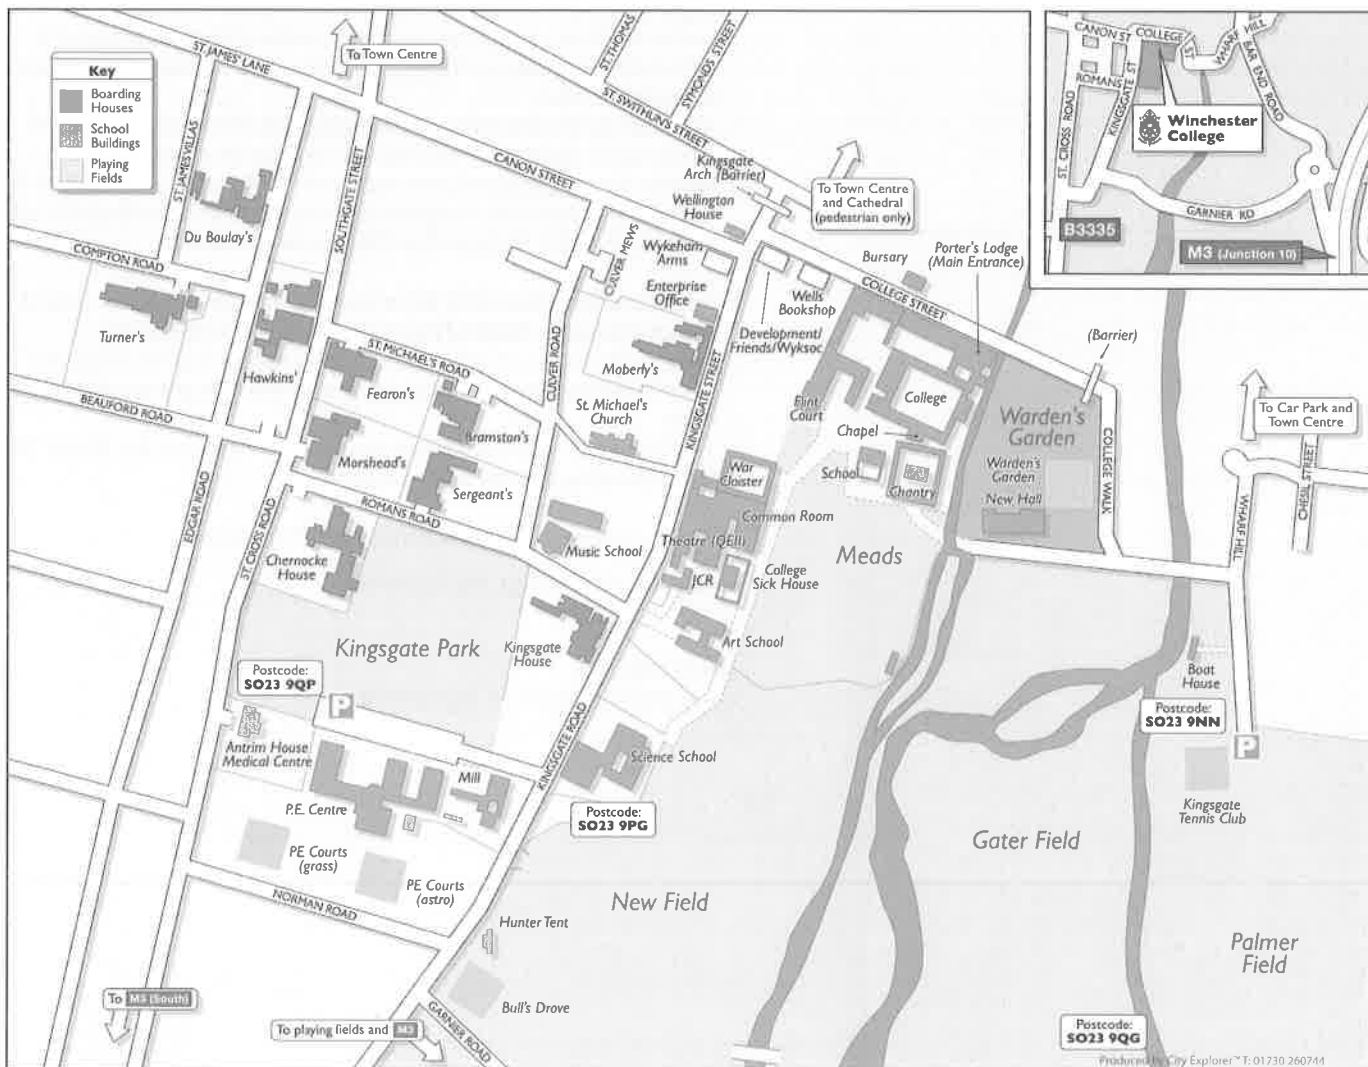 Key
Boarding
Houses
School
Buildings
Playing
Fields
To Town Centre
ST. JAMES' LANE
ST. JAMES VILLAS
SOUTHGATE STREET
ST. THOMAS
SYMONDS STREET
ST. SWITHUN'S STREET
CANON STREET
Kingsgate
Arch (Barrier)
Wellington
House
To Town Centre
and Cathedral
(pedestrian only)
CANON ST
COLLEGE
ST
WHARF HILL
BAR END ROAD
ROMANS
KINGSGATE ST
ST. CROSS ROAD
Winchester
College
GARNIER RD
B3335
M3 (Junction 10)
Du Boulay's
COMPTON ROAD
Turner's
Hawkins'
BEAUFORD ROAD
CULVER MEWS
Wykeham
Arms
Enterprise
Office
Moberly's
St. Michael's
Church
KINGSGATE STREET
Wells
Bookshop
Development/
Friends/Wyksoc
Bursary
Porter's Lodge
(Main Entrance)
COLLEGE STREET
(Barrier)
ST. MICHAEL'S ROAD
CULVER ROAD
Fearon's
Bramston's
Morshead's
Sergeant's
Flint
Court
College
Chapel
School
Chantry
Warden's
Garden
Warden's
Garden
New Hall
COLLEGE WALK
To Car Park and
Town Centre
CHESIL STREET
WHARF HILL
EDGAR ROAD
ST. CROSS ROAD
ROMANS ROAD
Chernocke
House
Music School
War
Cloister
Common Room
Theatre (QEII)
JCR
College
Sick House
Meads
Art School
Kingsgate Park
Kingsgate
House
Postcode:
SO23 9QP
P
Antrim House
Medical Centre
P.E. Centre
Mill
KINGSGATE ROAD
Science School
Postcode:
SO23 9PG
Boat
House
Postcode:
SO23 9NN
P
Kingsgate
Tennis Club
PE Courts
(grass)
PE Courts
(astro)
NORMAN ROAD
Gater Field
New Field
Hunter Tent
Bull's Drove
Palmer
Field
To M3 (South)
To playing fields and M3
GARNIER ROAD
Postcode:
SO23 9QG
Produced by City Explorer™ T: 01730 260744